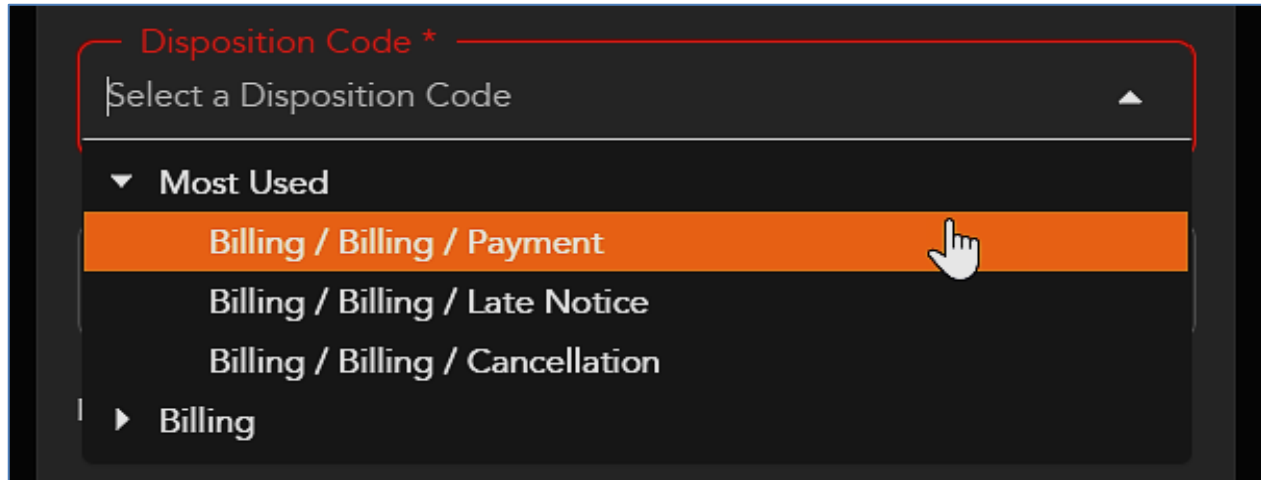 Disposition Code *
Select a Disposition Code
Most Used
Billing / Billing / Payment
Billing / Billing / Late Notice
Billing / Billing / Cancellation
Billing